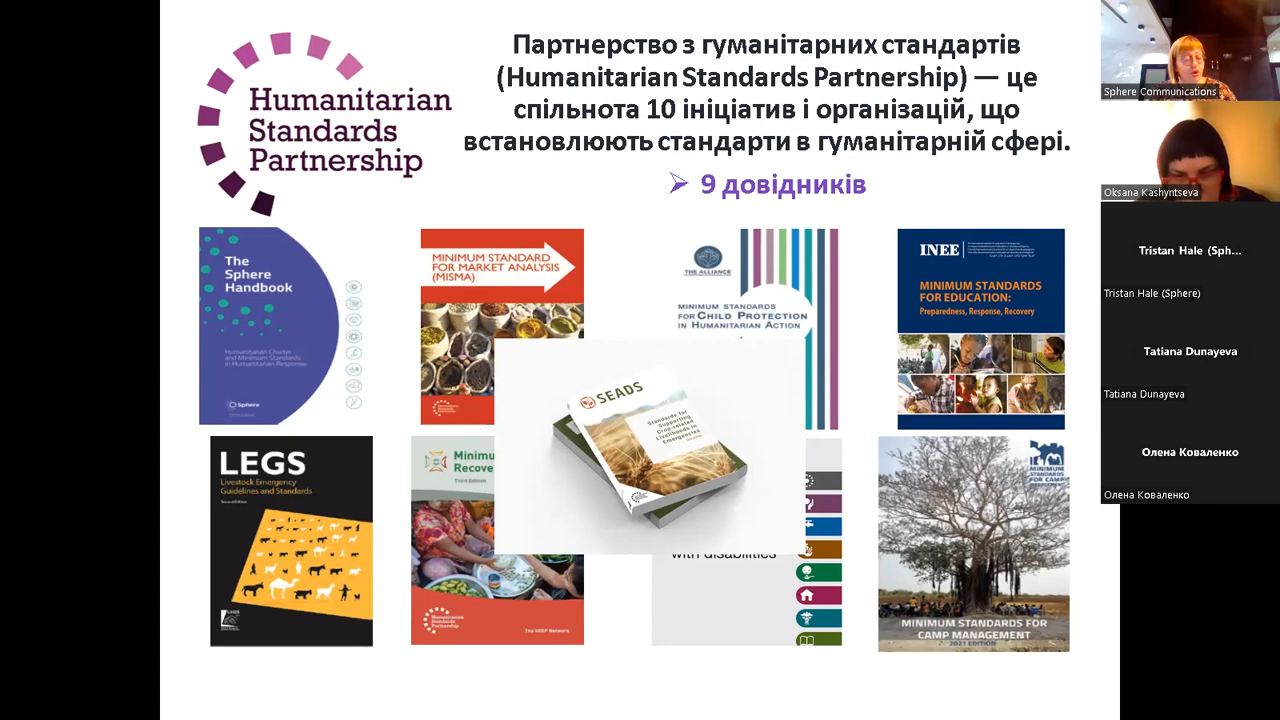 Humanitarian
Standards
Partnership
Партнерство з гуманітарних стандартів
(Humanitarian Standards Partnership) — це
спільнота 10 ініціатив і організацій, що
встановлюють стандарти в гуманітарній сфері.
➢ 9 довідників
The
Sphere
Handbook
Humanitarian Charter
and Minimum Standards
in Humanitarian Response
Sphere
MINIMUM STANDARD
FOR MARKET ANALYSIS
(MISMA)
Humanitarian
Standards
Partnership
THE ALLIANCE
MINIMUM STANDARDS
FOR CHILD PROTECTION
IN HUMANITARIAN ACTION
INEE
MINIMUM STANDARDS
FOR EDUCATION:
Preparedness, Response, Recovery
SEADS
Standards for
Supporting
Crop-related
Livelihoods in
Emergencies
LEGS
Livestock Emergency
Guidelines and Standards
Second Edition
LEGS
Minimu
Recove
Third Edition
Humanitarian
Standards
Partnership
The SEEP Network
with disabilities
MINIMUM
STANDARDS
FOR CAMP
MINIMUM STANDARDS FOR
CAMP MANAGEMENT
2021 EDITION
Sphere Communications
Oksana Kashyntseva
Tristan Hale (Sph...
Tristan Hale (Sphere)
Tatiana Dunayeva
Tatiana Dunayeva
Олена Коваленко
Олена Коваленко